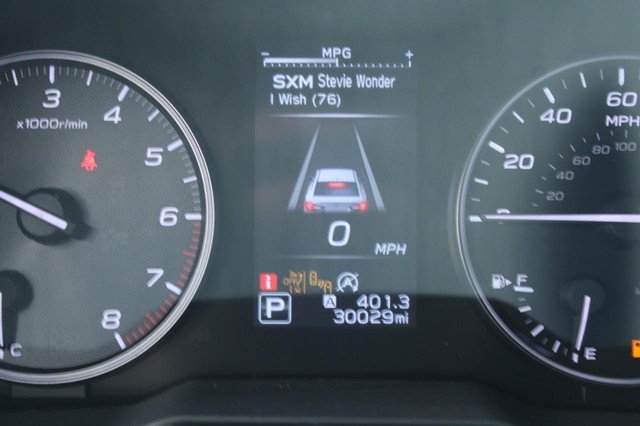 3
4
x1000r/min
5
6
7
8
C
- MPG +
SXM Stevie Wonder
I Wish (76)
0 MPH
P
A 401.3
30029mi
60
40
MPH
20
100
80
60
40
20
0
F
E